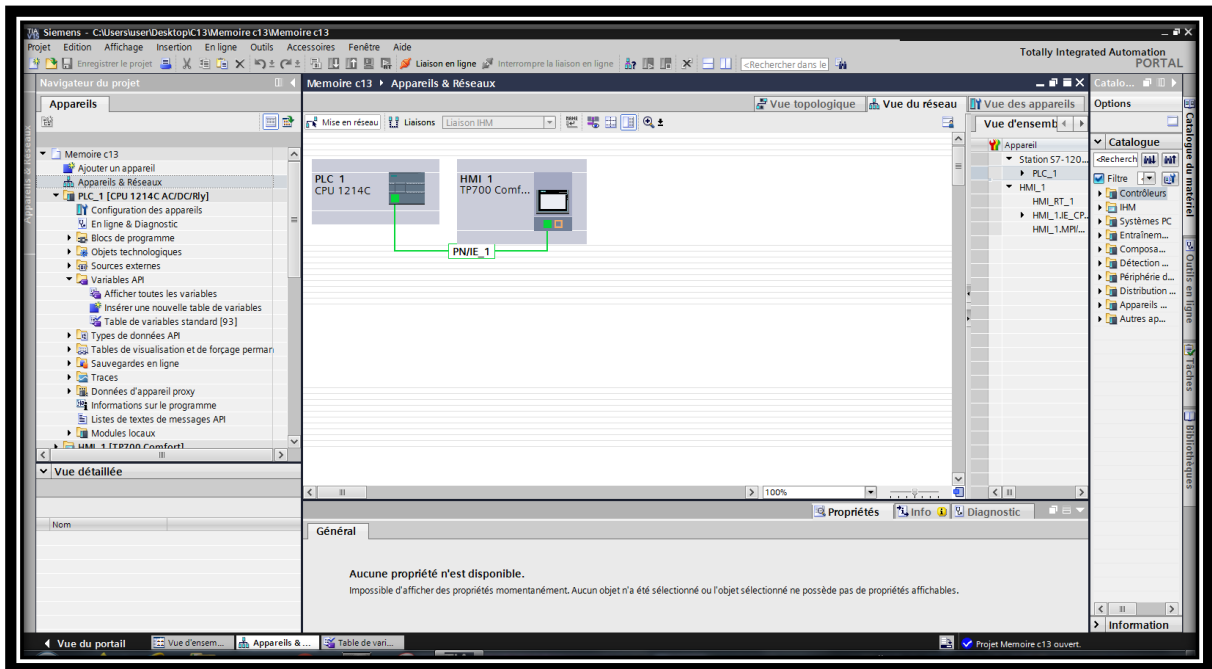 Siemens - C:\Users\user\Desktop\C13\Memoire c13\Memoire c13
Projet Edition Affichage Insertion En ligne Outils Accessoires Fenêtre Aide
Totally Integrated Automation
PORTAL
Enregistrer le projet Liaison en ligne Interrompre la liaison en ligne <Rechercher dans le
Navigateur du projet
Memoire c13 Appareils & Réseaux
Catalo...
Appareils
Vue topologique Vue du réseau Vue des appareils
Options
Mise en réseau Liaisons Liaison IHM
Vue d'ensemb
Catalogue
<Recherch
Filtre
Contrôleurs
IHM
Systèmes PC
Entraînem...
Composa...
Détection ...
Périphérie d...
Distribution ...
Appareils ...
Autres ap...
Information
Appareil
Station S7-120...
PLC_1
HMI_1
HMI_RT_1
HMI_1.IE_CP...
HMI_1.MPI/...
Memoire c13
Ajouter un appareil
Appareils & Réseaux
PLC_1 [CPU 1214C AC/DC/Rly]
Configuration des appareils
En ligne & Diagnostic
Blocs de programme
Objets technologiques
Sources externes
Variables API
Afficher toutes les variables
Insérer une nouvelle table de variables
Table de variables standard [93]
Types de données API
Tables de visualisation et de forçage perman
Sauvegardes en ligne
Traces
Données d'appareil proxy
Informations sur le programme
Listes de textes de messages API
Modules locaux
HMI_1 [TP700 Comfort]
Vue détaillée
Nom
PLC_1
CPU 1214C
HMI_1
TP700 Comf...
PN/IE_1
100%
Propriétés Info Diagnostic
Général
Aucune propriété n'est disponible.
Impossible d'afficher des propriétés momentanément. Aucun objet n'a été sélectionné ou l'objet sélectionné ne possède pas de propriétés affichables.
Appareils & Réseaux
Catalogue du matériel
Outils en ligne
Tâches
Bibliothèques
Vue du portail Vue d'ensem... Appareils & ... Table de vari...
Projet Memoire c13 ouvert.